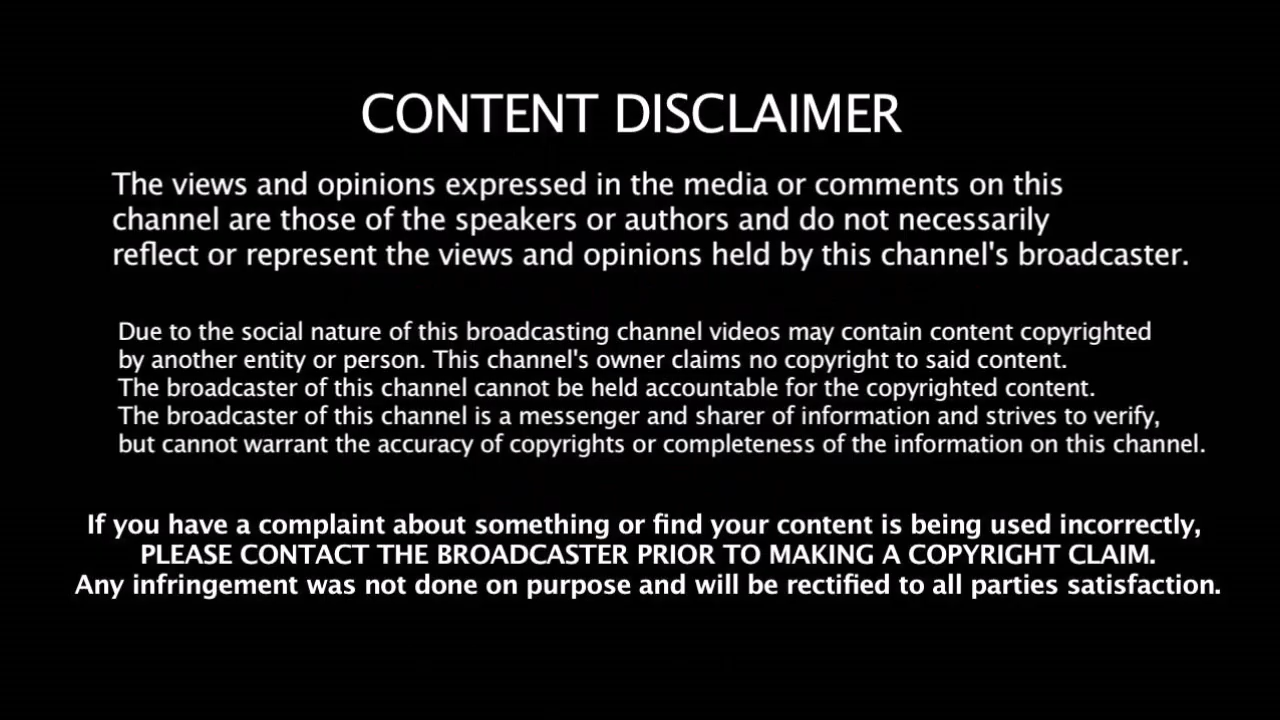 CONTENT DISCLAIMER
The views and opinions expressed in the media or comments on this
channel are those of the speakers or authors and do not necessarily
reflect or represent the views and opinions held by this channel's broadcaster.
Due to the social nature of this broadcasting channel videos may contain content copyrighted
by another entity or person. This channel's owner claims no copyright to said content.
The broadcaster of this channel cannot be held accountable for the copyrighted content.
The broadcaster of this channel is a messenger and sharer of information and strives to verify,
but cannot warrant the accuracy of copyrights or completeness of the information on this channel.
If you have a complaint about something or find your content is being used incorrectly,
PLEASE CONTACT THE BROADCASTER PRIOR TO MAKING A COPYRIGHT CLAIM.
Any infringement was not done on purpose and will be rectified to all parties satisfaction.